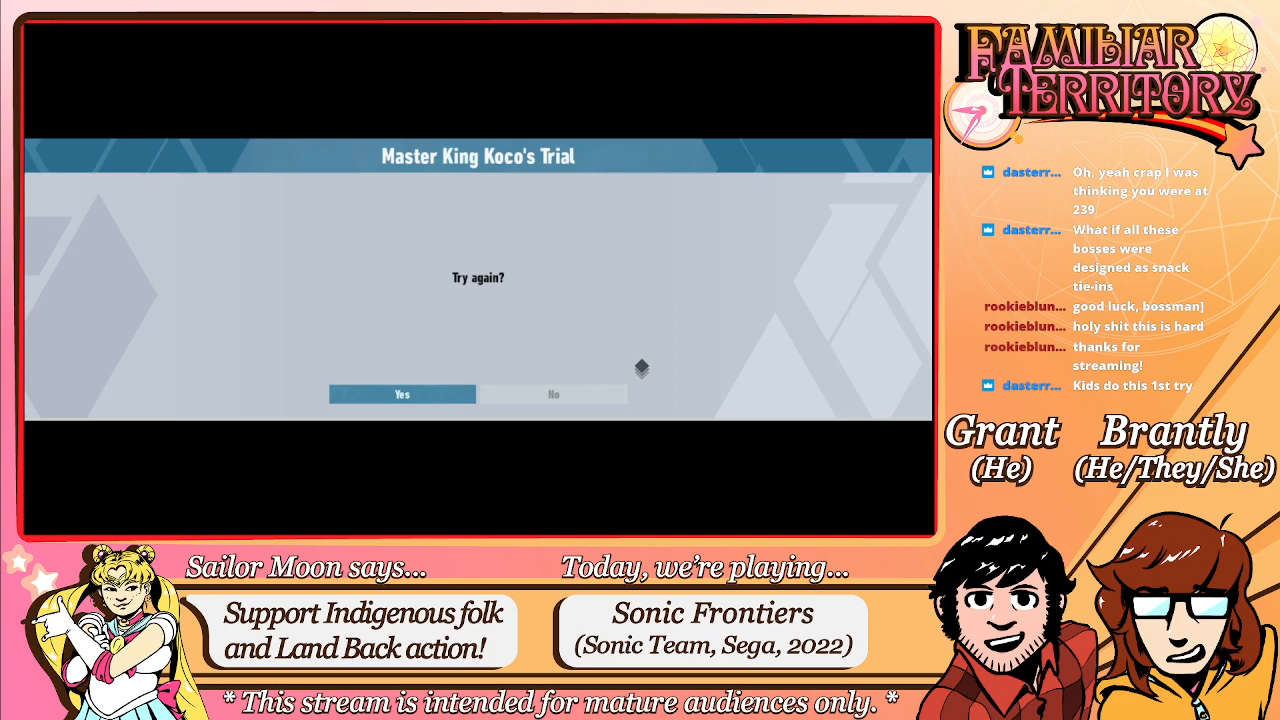 Master King Koco's Trial
Try again?
Yes
No
FAMILIAR
TERRITORY
dasterr... Oh, yeah crap I was
thinking you were at
239
dasterr... What if all these
bosses were
designed as snack
tie-ins
rookieblun... good luck, bossman]
rookieblun... holy shit this is hard
rookieblun... thanks for
streaming!
dasterr... Kids do this 1st try
Grant
(He)
Brantly
(He/They/She)
Sailor Moon says...
Support Indigenous folk
and Land Back action!
Today, we're playing...
Sonic Frontiers
(Sonic Team, Sega, 2022)
* This stream is intended for mature audiences only. *